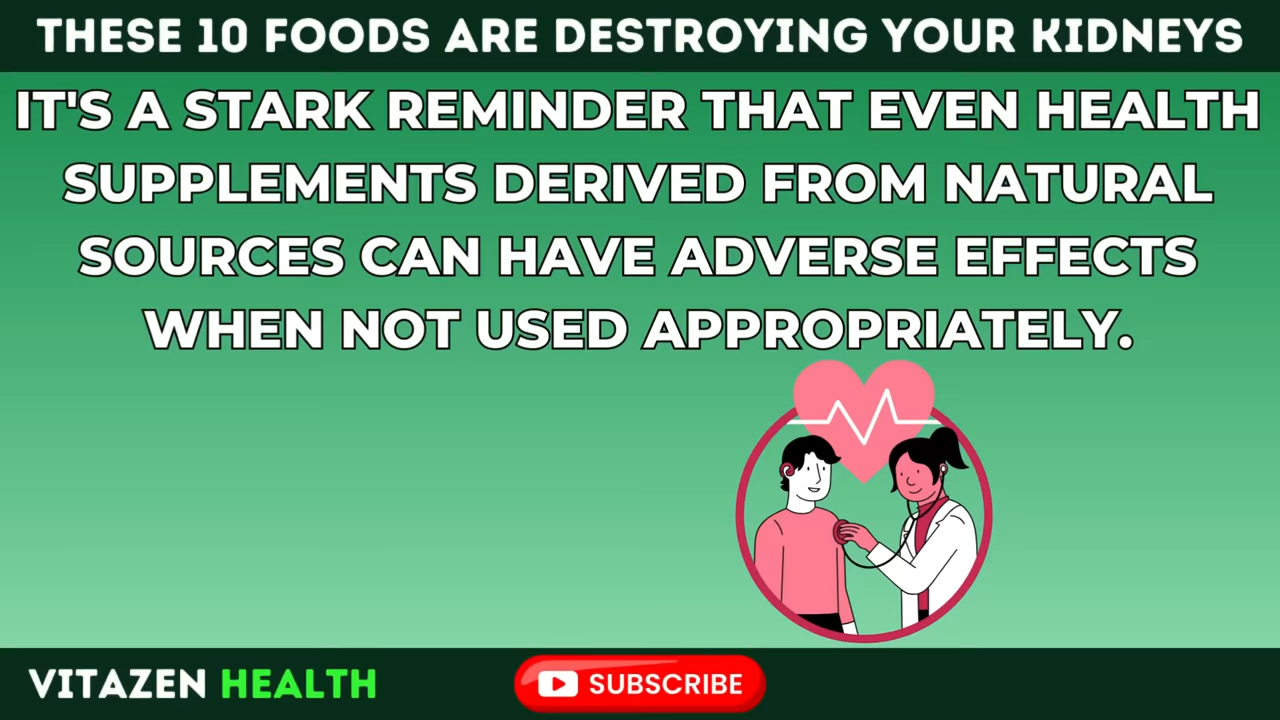 THESE 10 FOODS ARE DESTROYING YOUR KIDNEYS
IT'S A STARK REMINDER THAT EVEN HEALTH
SUPPLEMENTS DERIVED FROM NATURAL
SOURCES CAN HAVE ADVERSE EFFECTS
WHEN NOT USED APPROPRIATELY.
VITAZEN HEALTH
SUBSCRIBE